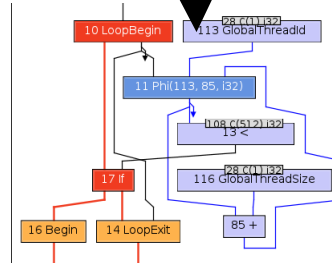 28 C(1) i32
10 LoopBegin
113 GlobalThreadId
11 Phi(113, 85, i32)
108 C(512) i32
13 <
28 C(1) i32
17 If
116 GlobalThreadSize
16 Begin
14 LoopExit
85 +